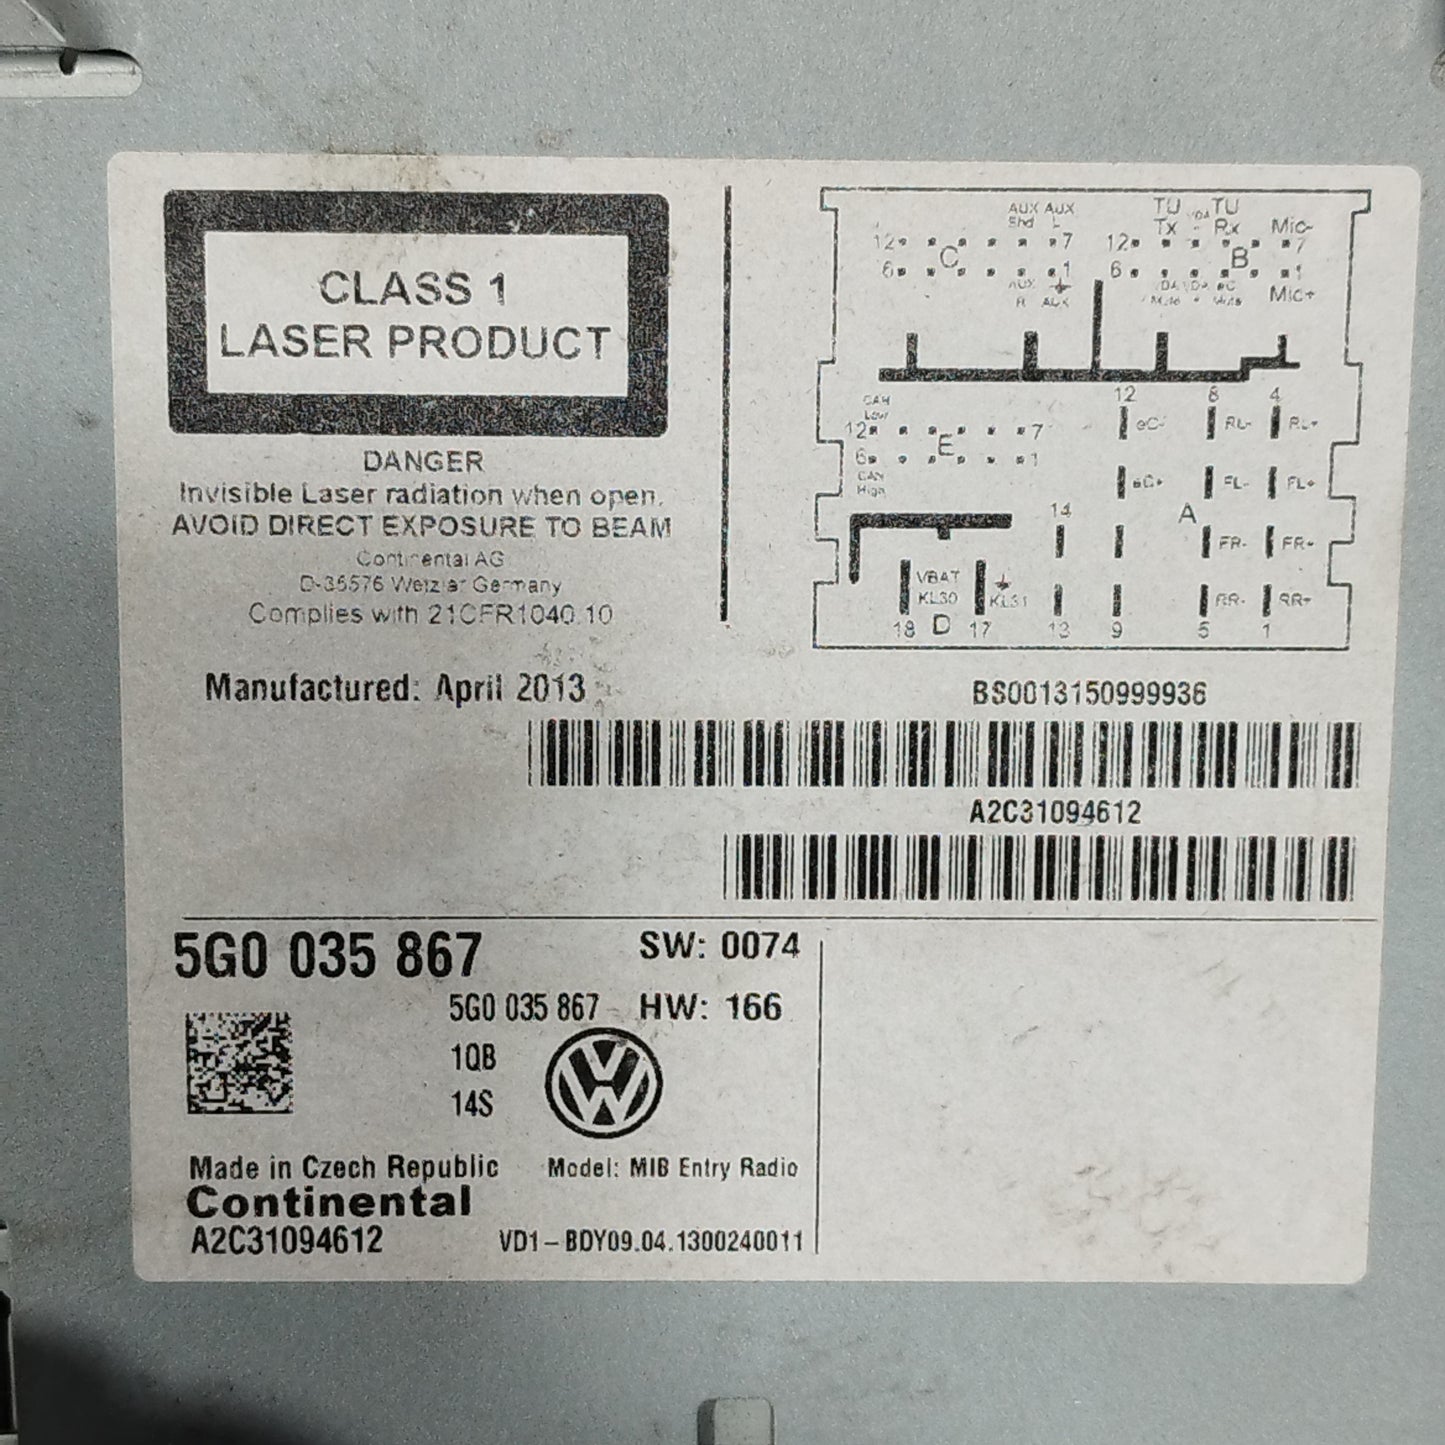 CLASS 1
LASER PRODUCT
DANGER
Invisible Laser radiation when open.
AVOID DIRECT EXPOSURE TO BEAM
Continental AG
D-35576 Wetzlar Germany
Complies with 21CFR1040.10
AUX AUX TU VDA TU
Shd L Tx Rx Mic-
12 7 12 7
C B
6 1 6 1
AUX
R AUX Mute Mute Mic+
12 8 4
CAN
Low eC- RL- RL+
12 7
E
6 1
CAN
High eC+ FL- FL+
14 A
FR- FR+
VBAT
KL30 KL31 RR- RR+
18 D 17 13 9 5 1
Manufactured: April 2013
BS0013150999936
A2C31094612
5G0 035 867 SW: 0074
5G0 035 867 HW: 166
1QB
14S
Made in Czech Republic Model: MIB Entry Radio
Continental
A2C31094612 VD1-BDY09.04.1300240011